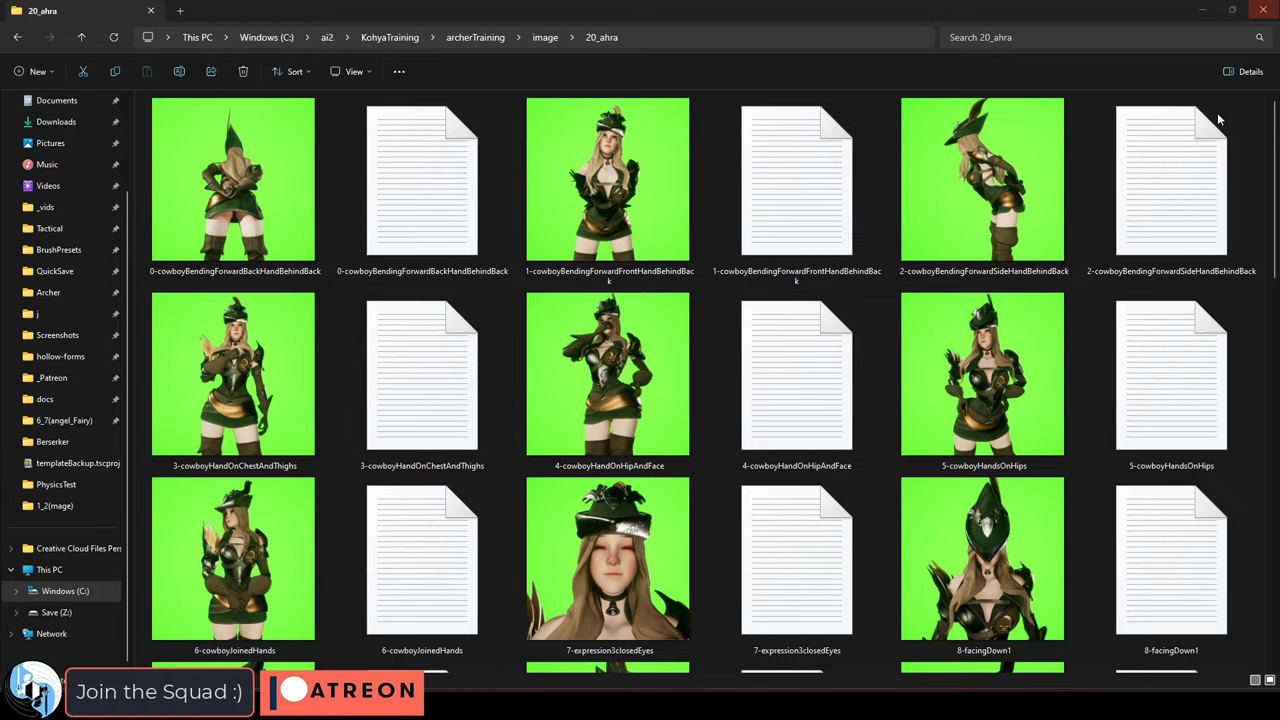 20_ahra
This PC
Windows (C:)
ai2
KohyaTraining
archerTraining
image
20_ahra
Search 20_ahra
New
Sort
View
Details
Documents
Downloads
Pictures
Music
Videos
_vids
Tactical
BrushPresets
QuickSave
Archer
j
Screenshots
hollow-forms
_Patreon
docs
6_7(angel_Fairy)
Berserker
templateBackup.tscproj
PhysicsTest
1_2(mage)
Creative Cloud Files Pers
This PC
Windows (C:)
(Z:)
Network
0-cowboyBendingForwardBackHandBehindBack
0-cowboyBendingForwardBackHandBehindBack
1-cowboyBendingForwardFrontHandBehindBac
k
1-cowboyBendingForwardFrontHandBehindBac
k
2-cowboyBendingForwardSideHandBehindBack
2-cowboyBendingForwardSideHandBehindBack
3-cowboyHandOnChestAndThighs
3-cowboyHandOnChestAndThighs
4-cowboyHandOnHipAndFace
4-cowboyHandOnHipAndFace
5-cowboyHandsOnHips
5-cowboyHandsOnHips
6-cowboyJoinedHands
6-cowboyJoinedHands
7-expression3closedEyes
7-expression3closedEyes
8-facingDown1
8-facingDown1
Join the Squad :)
PATREON